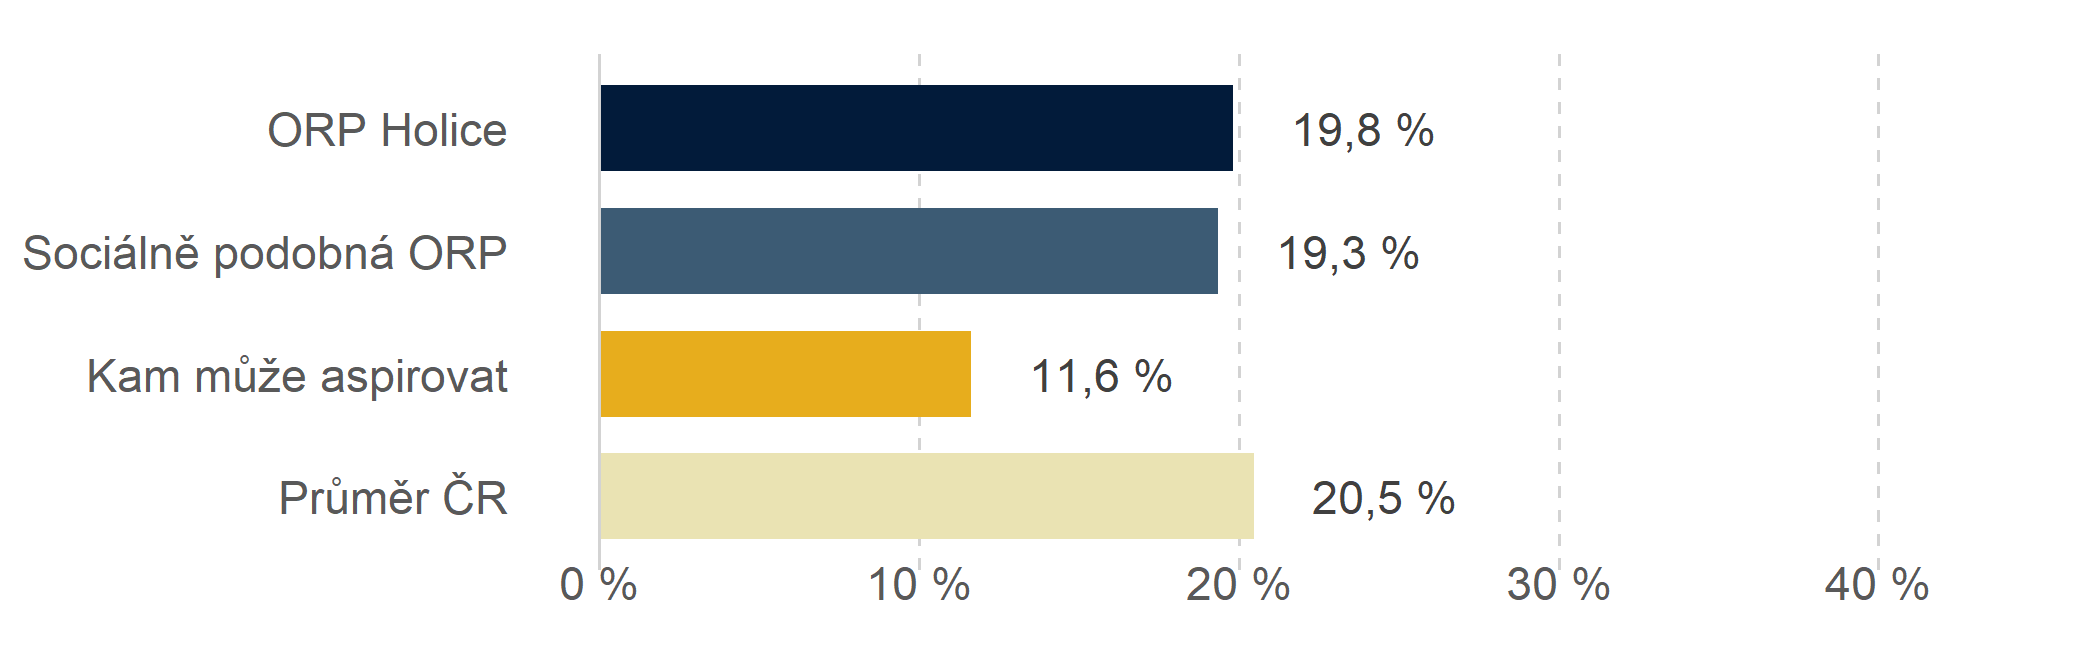 ORP Holice
19,8 %
Sociálně podobná ORP
19,3 %
Kam může aspirovat
11,6 %
Průměr ČR
20,5 %
0 %
10 %
20 %
30 %
40 %